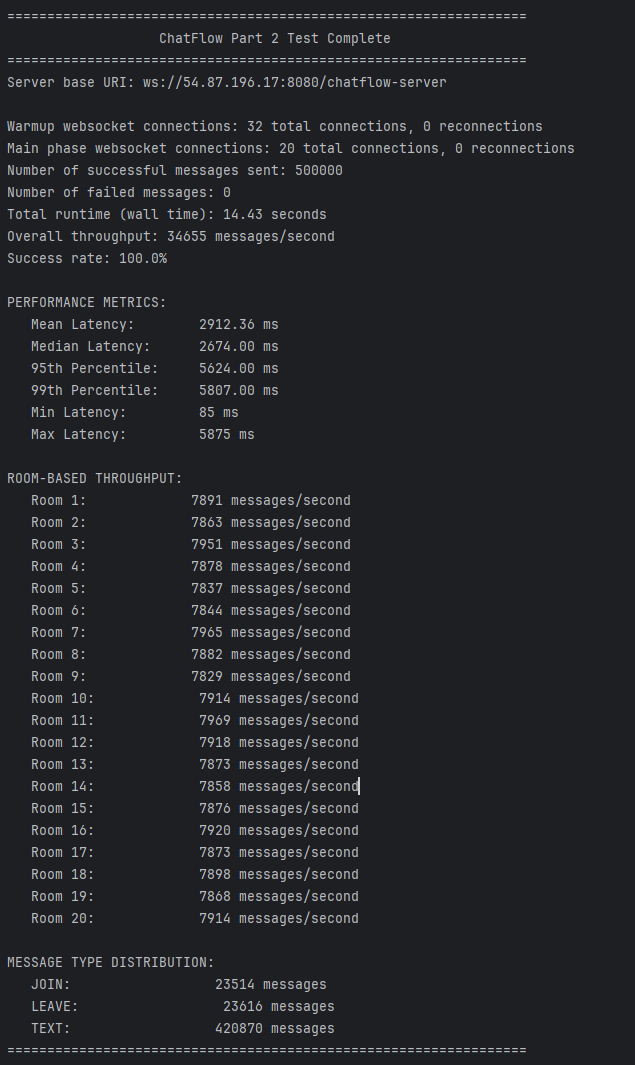 =================================================================
ChatFlow Part 2 Test Complete
=================================================================
Server base URI: ws://54.87.196.17:8080/chatflow-server
Warmup websocket connections: 32 total connections, 0 reconnections
Main phase websocket connections: 20 total connections, 0 reconnections
Number of successful messages sent: 500000
Number of failed messages: 0
Total runtime (wall time): 14.43 seconds
Overall throughput: 34655 messages/second
Success rate: 100.0%
PERFORMANCE METRICS:
Mean Latency: 2912.36 ms
Median Latency: 2674.00 ms
95th Percentile: 5624.00 ms
99th Percentile: 5807.00 ms
Min Latency: 85 ms
Max Latency: 5875 ms
ROOM-BASED THROUGHPUT:
Room 1: 7891 messages/second
Room 2: 7863 messages/second
Room 3: 7951 messages/second
Room 4: 7878 messages/second
Room 5: 7837 messages/second
Room 6: 7844 messages/second
Room 7: 7965 messages/second
Room 8: 7882 messages/second
Room 9: 7829 messages/second
Room 10: 7914 messages/second
Room 11: 7969 messages/second
Room 12: 7918 messages/second
Room 13: 7873 messages/second
Room 14: 7858 messages/second
Room 15: 7876 messages/second
Room 16: 7920 messages/second
Room 17: 7873 messages/second
Room 18: 7898 messages/second
Room 19: 7868 messages/second
Room 20: 7914 messages/second
MESSAGE TYPE DISTRIBUTION:
JOIN: 23514 messages
LEAVE: 23616 messages
TEXT: 420870 messages
=================================================================